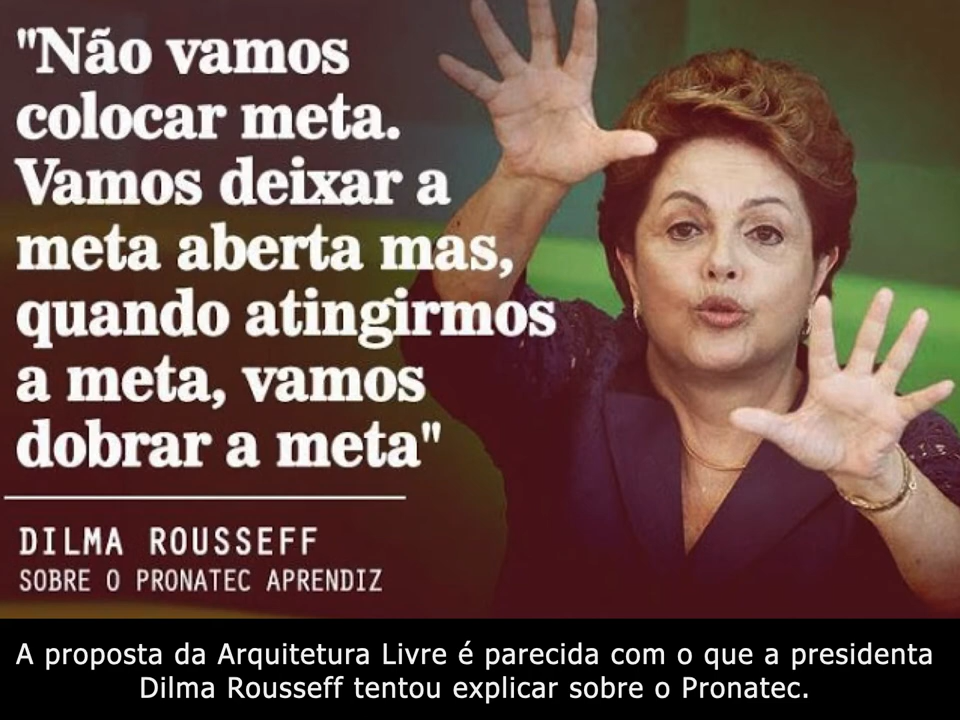 "Não vamos
colocar meta.
Vamos deixar a
meta aberta mas,
quando atingirmos
a meta, vamos
dobrar a meta"
DILMA ROUSSEFF
SOBRE O PRONATEC APRENDIZ
A proposta da Arquitetura Livre é parecida com o que a presidenta
Dilma Rousseff tentou explicar sobre o Pronatec.